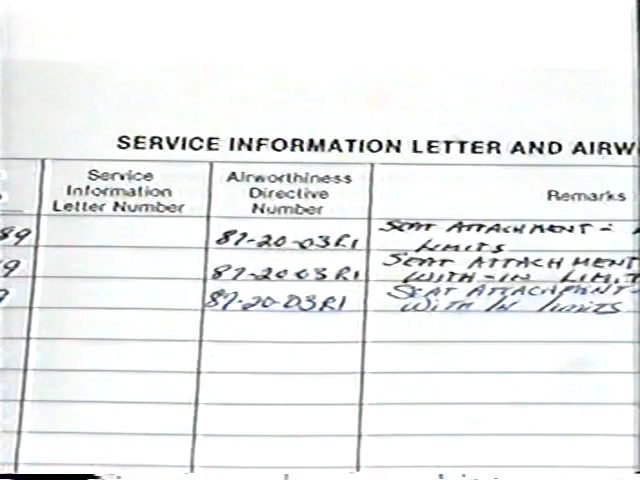 SERVICE INFORMATION LETTER AND AIRW
Service
Information
Letter Number
Airworthiness
Directive
Number
Remarks
89
87-20-03R1
SEAT ATTACHMENT -
LIMITS
9
87-20-03R1
SEAT ATTACHMENT
WITH-IN LIMIT
9
87-20-03R1
SEAT ATTACHMENT
WITH IN limits